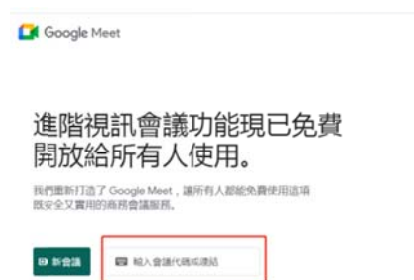 Google Meet
進階視訊會議功能現已免費
開放給所有人使用。
我們重新打造了 Google Meet，讓所有人都能免費使用這項
既安全又實用的商務會議服務。
新會議
輸入會議代碼或連結